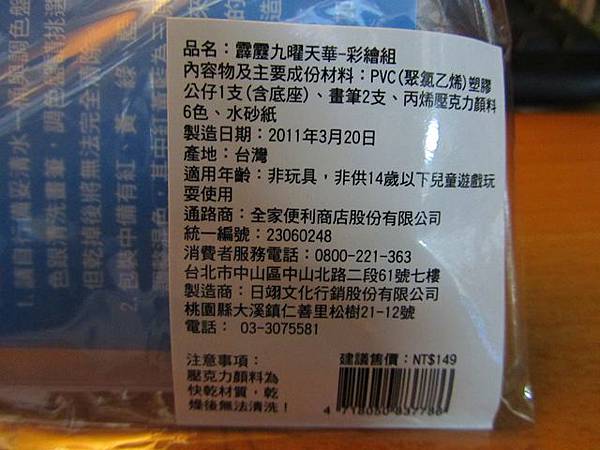 品名：霹靂九曜天華-彩繪組
內容物及主要成份材料：PVC(聚氯乙烯)塑膠
公仔1支(含底座)、畫筆2支、丙烯壓克力顏料
6色、水砂紙
製造日期：2011年3月20日
產地：台灣
適用年齡：非玩具，非供14歲以下兒童遊戲玩
耍使用
通路商：全家便利商店股份有限公司
統一編號：23060248
消費者服務電話：0800-221-363
台北市中山區中山北路二段61號七樓
製造商：日翊文化行銷股份有限公司
桃園縣大溪鎮仁善里松樹21-12號
電話： 03-3075581
注意事項：
壓克力顏料為
快乾材質，乾
燥後無法清洗！
建議售價：NT$149
4 718050 837786